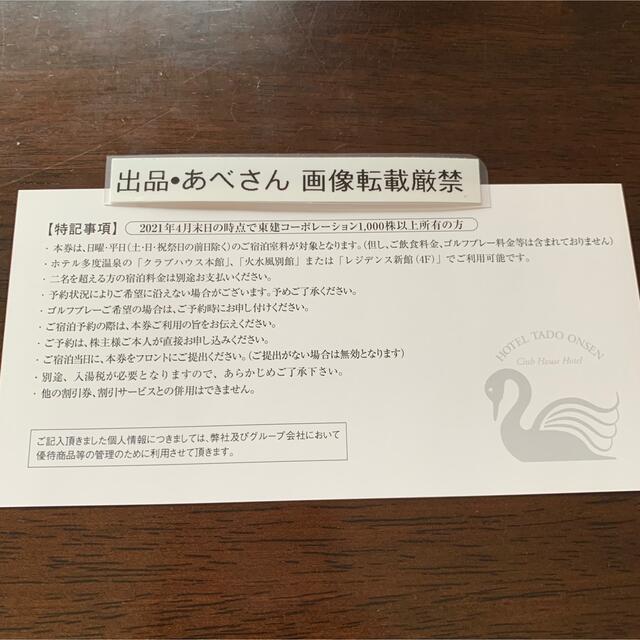 出品•あべさん 画像転載厳禁
【特記事項】 2021年4月末日の時点で東建コーポレーション1,000株以上所有の方
・本券は、日曜・平日(土・日・祝祭日の前日除く)のご宿泊室料が対象となります。(但し、ご飲食料金、ゴルフプレー料金等は含まれておりません)
・ホテル多度温泉の「クラブハウス本館」、「火水風別館」または「レジデンス新館(4F)」でご利用可能です。
・二名を超える方の宿泊料金は別途お支払いください。
・予約状況によりご希望に沿えない場合がございます。予めご了承ください。
・ゴルフプレーご希望の場合は、ご予約時にお申し付けください。
・ご宿泊予約の際は、本券ご利用の旨をお伝えください。
・ご予約は、株主様ご本人が直接お申し込みください。
・ご宿泊当日に、本券をフロントにご提出ください。(ご提出がない場合は無効となります)
・別途、入湯税が必要となりますので、あらかじめご了承下さい。
・他の割引券、割引サービスとの併用はできません。
HOTEL TADO ONSEN
Club House Hotel
ご記入頂きました個人情報につきましては、弊社及びグループ会社において
優待商品等の管理のために利用させて頂きます。